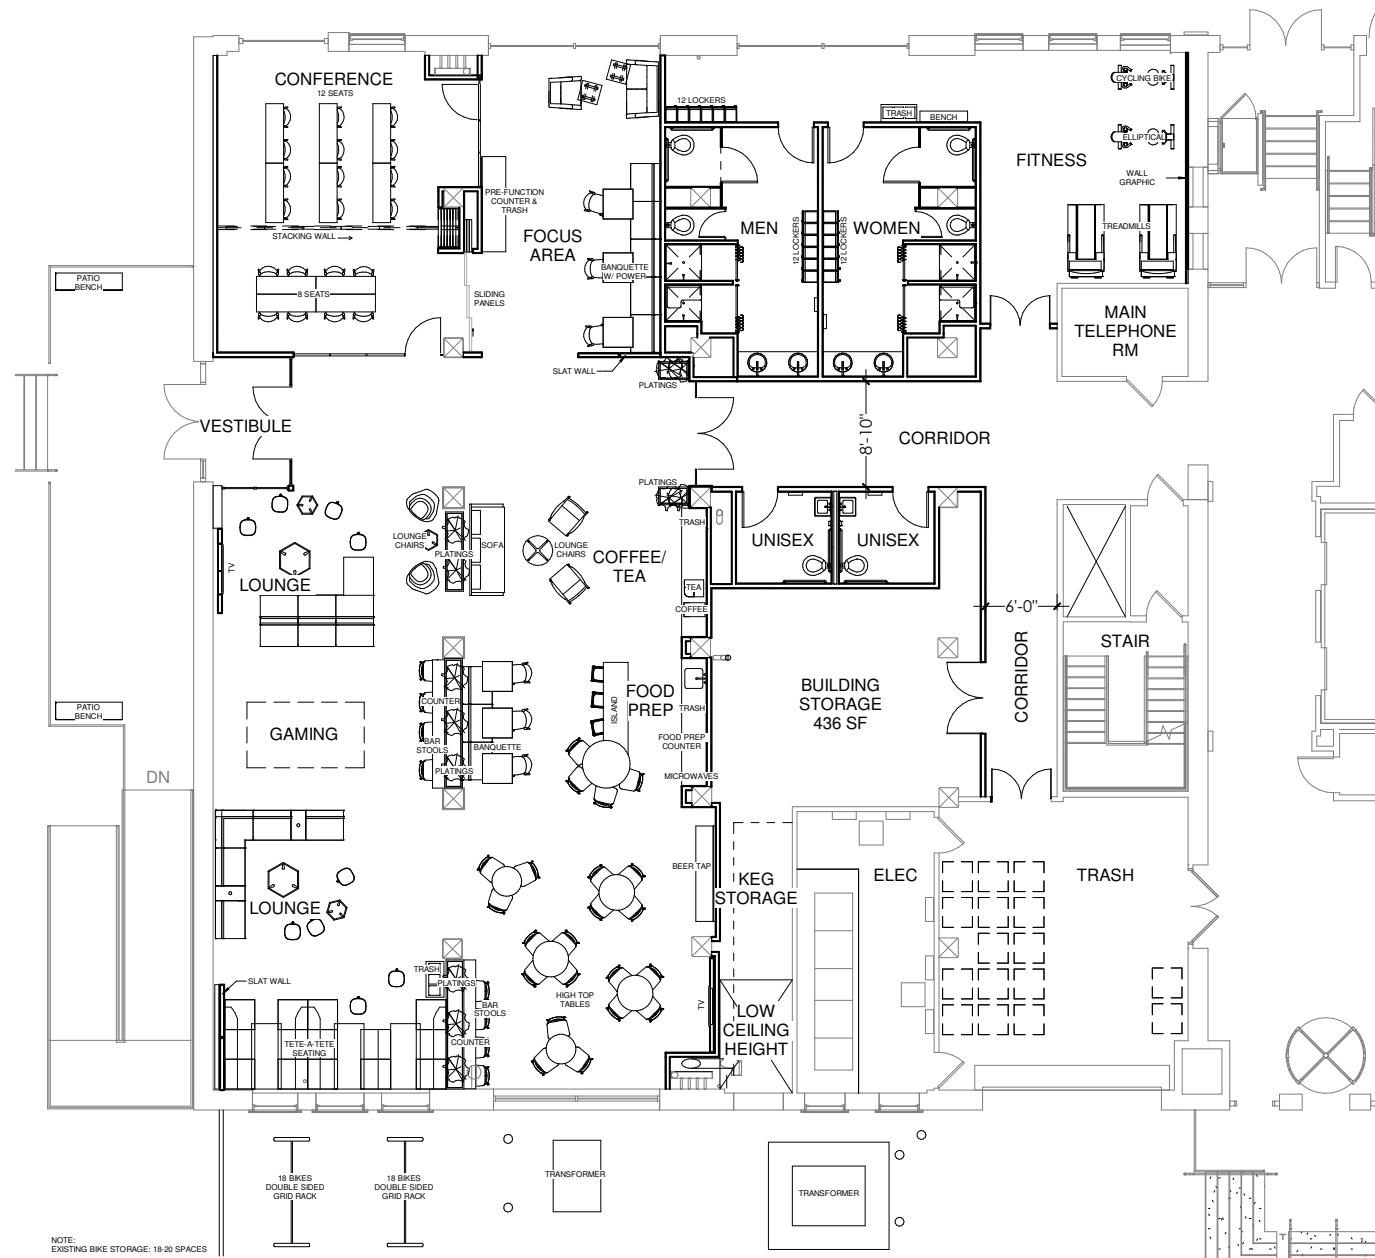 CONFERENCE
12 SEATS
STACKING WALL
8 SEATS
PRE-FUNCTION
COUNTER &
TRASH
FOCUS
AREA
BANQUETTE
W/ POWER
SLIDING
PANELS
SLAT WALL
12 LOCKERS
TRASH
BENCH
MEN
12 LOCKERS
12 LOCKERS
WOMEN
CYCLING BIKE
ELLIPTICAL
FITNESS
WALL
GRAPHIC
TREADMILLS
MAIN
TELEPHONE
RM
PATIO
BENCH
PLATINGS
VESTIBULE
8'-10"
CORRIDOR
PLATINGS
TRASH
UNISEX
UNISEX
LOUNGE
CHAIRS
PLATINGS
SOFA
LOUNGE
CHAIRS
COFFEE/
TEA
TV
LOUNGE
TEA
COFFEE
6'-0"
CORRIDOR
STAIR
COUNTER
BAR
STOOLS
PLATINGS
BANQUETTE
ISLAND
FOOD
PREP
TRASH
FOOD PREP
COUNTER
MICROWAVES
BUILDING
STORAGE
436 SF
PATIO
BENCH
GAMING
DN
LOUNGE
BEER TAP
KEG
STORAGE
ELEC
TRASH
SLAT WALL
TRASH
PLATINGS
BAR
STOOLS
COUNTER
TETE-A-TETE
SEATING
HIGH TOP
TABLES
TV
LOW
CEILING
HEIGHT
18 BIKES
DOUBLE SIDED
GRID RACK
18 BIKES
DOUBLE SIDED
GRID RACK
TRANSFORMER
TRANSFORMER
T
NOTE:
EXISTING BIKE STORAGE: 18-20 SPACES